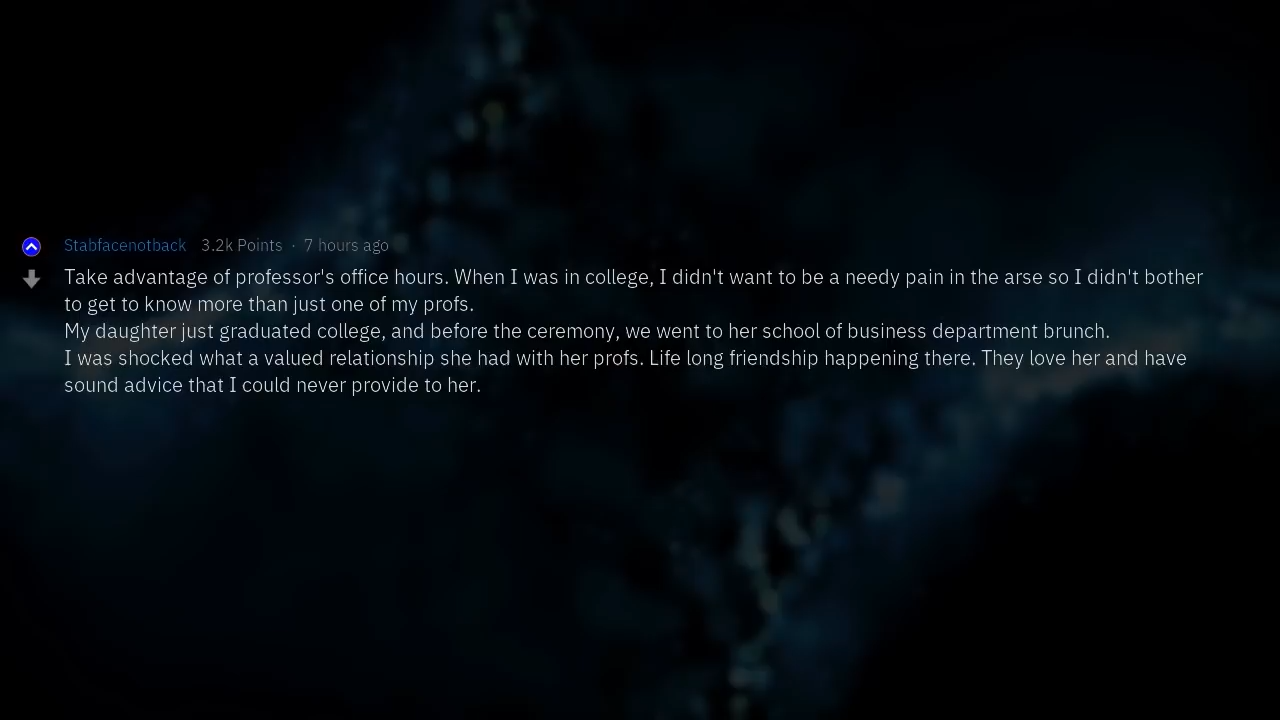 Stabfacenotback 3.2k Points · 7 hours ago
Take advantage of professor's office hours. When I was in college, I didn't want to be a needy pain in the arse so I didn't bother
to get to know more than just one of my profs.
My daughter just graduated college, and before the ceremony, we went to her school of business department brunch.
I was shocked what a valued relationship she had with her profs. Life long friendship happening there. They love her and have
sound advice that I could never provide to her.